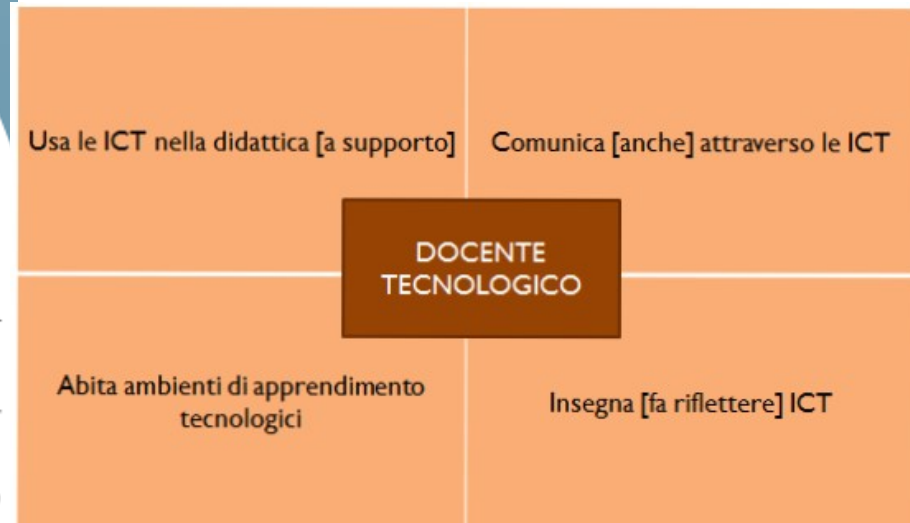 Usa le ICT nella didattica [a supporto]
Comunica [anche] attraverso le ICT
DOCENTE
TECNOLOGICO
Abita ambienti di apprendimento
tecnologici
Insegna [fa riflettere] ICT